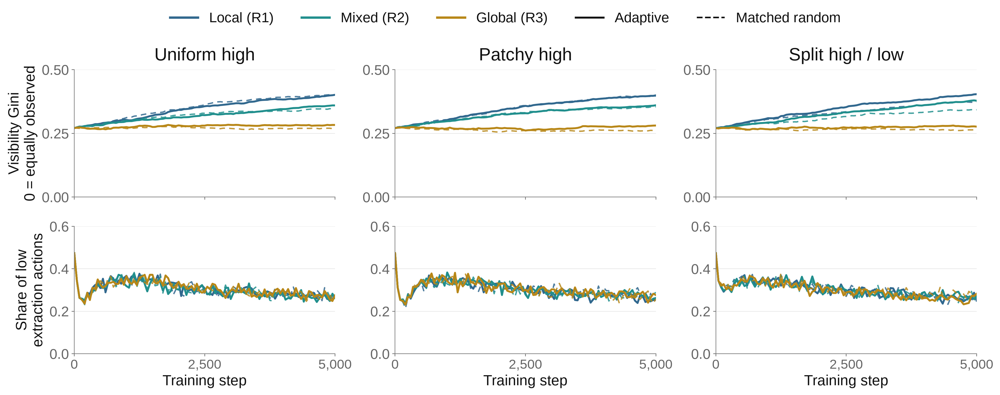 Local (R1)
Mixed (R2)
Global (R3)
Adaptive
Matched random
Uniform high
Patchy high
Split high / low
Visibility Gini
0 = equally observed
0.50
0.25
0.00
0.50
0.25
0.00
0.50
0.25
0.00
Share of low
extraction actions
0.6
0.4
0.2
0.0
0.6
0.4
0.2
0.0
0.6
0.4
0.2
0.0
0
2,500
5,000
0
2,500
5,000
0
2,500
5,000
Training step
Training step
Training step